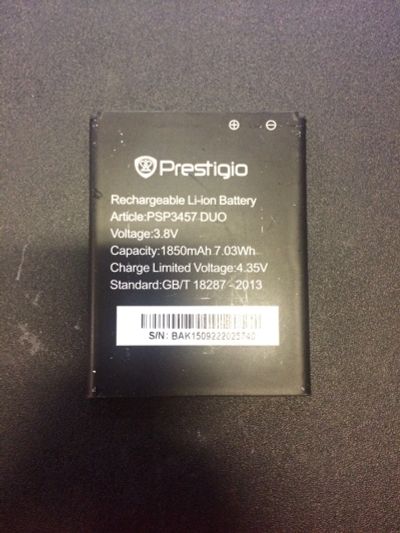 ⊕ ⊖
Prestigio
Rechargeable Li-ion Battery
Article:PSP3457 DUO
Voltage:3.8V
Capacity:1850mAh 7.03Wh
Charge Limited Voltage:4.35V
Standard:GB/T 18287 - 2013
S/N: BAK1509222025740